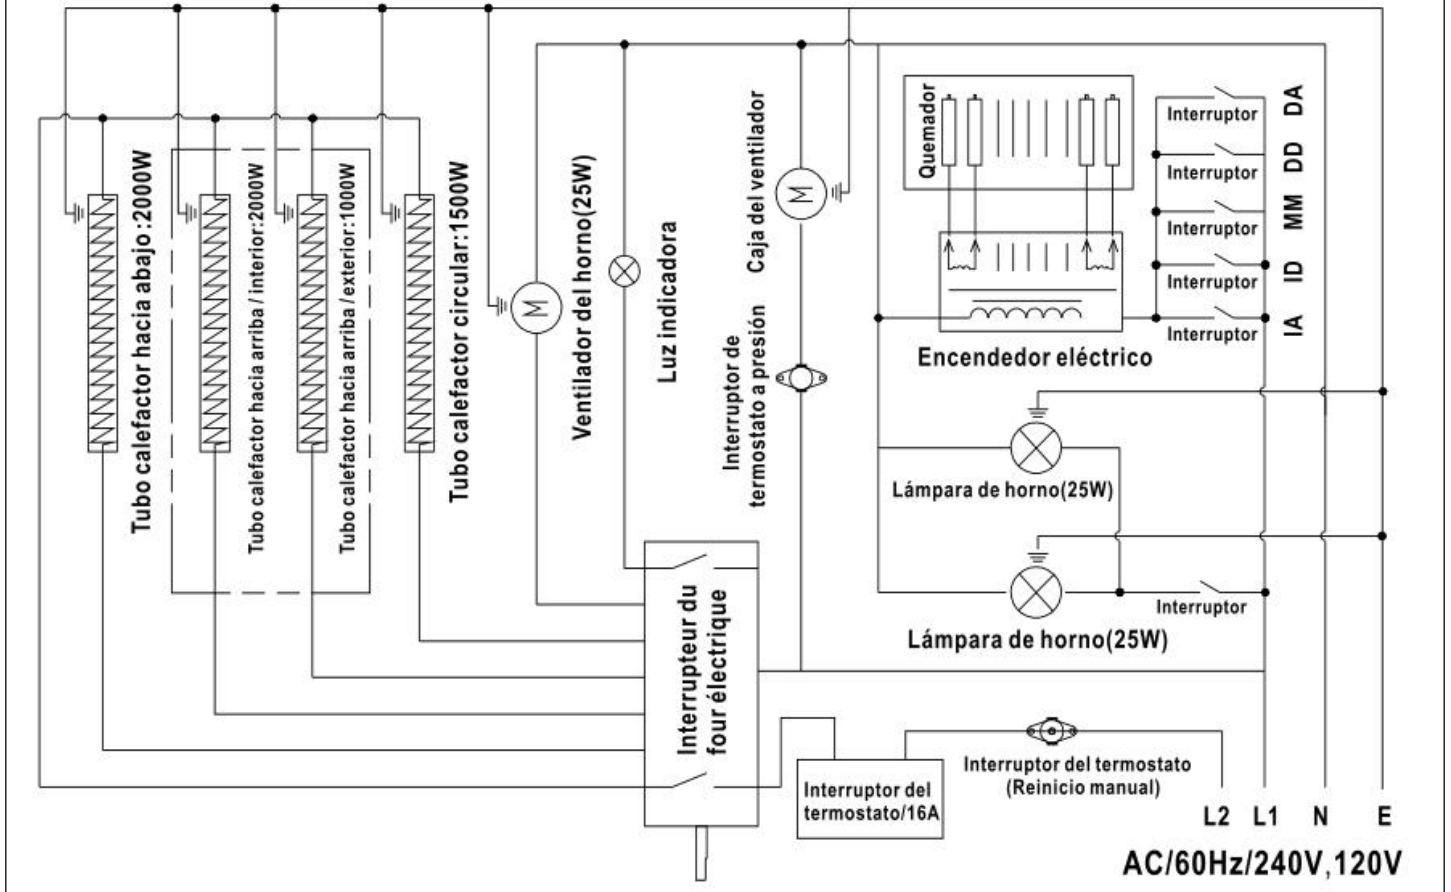 Tubo calefactor hacia abajo:2000W
Tubo calefactor hacia arriba / interior:2000W
Tubo calefactor hacia arriba /exterior:1000W
Tubo calefactor circular:1500W
M
Ventilador del horno(25W)
Luz indicadora
Caja del ventilador
M
Interruptor de
termostato a presión
Quemador
Encendedor eléctrico
Interruptor
DA
Interruptor
DD
Interruptor
MM
Interruptor
ID
Interruptor
IA
Lámpara de horno(25W)
Lámpara de horno(25W)
Interruptor
Interrupteur du
four électrique
Interruptor del
termostato/16A
Interruptor del termostato
(Reinicio manual)
L2 L1 N E
AC/60Hz/240V,120V